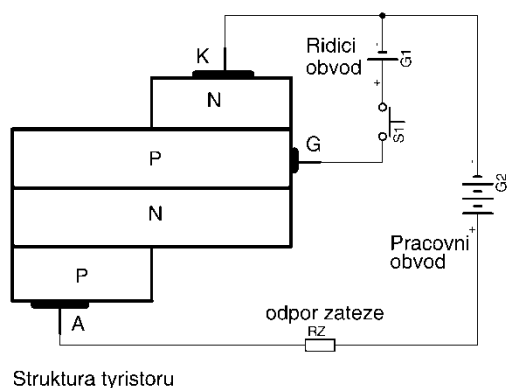 K
Ridici
obvod
-
G1
+
N
P
G
S1
N
-
G2
+
Pracovni
obvod
P
A
odpor zateze
RZ
Struktura tyristoru